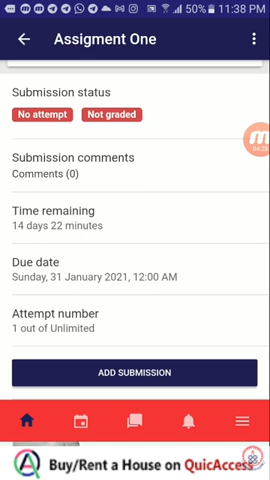 50% 11:38 PM
Assigment One
Submission status
No attempt Not graded
Submission comments
Comments (0)
04:28
Time remaining
14 days 22 minutes
Due date
Sunday, 31 January 2021, 12:00 AM
Attempt number
1 out of Unlimited
ADD SUBMISSION
Buy/Rent a House on QuicAccess